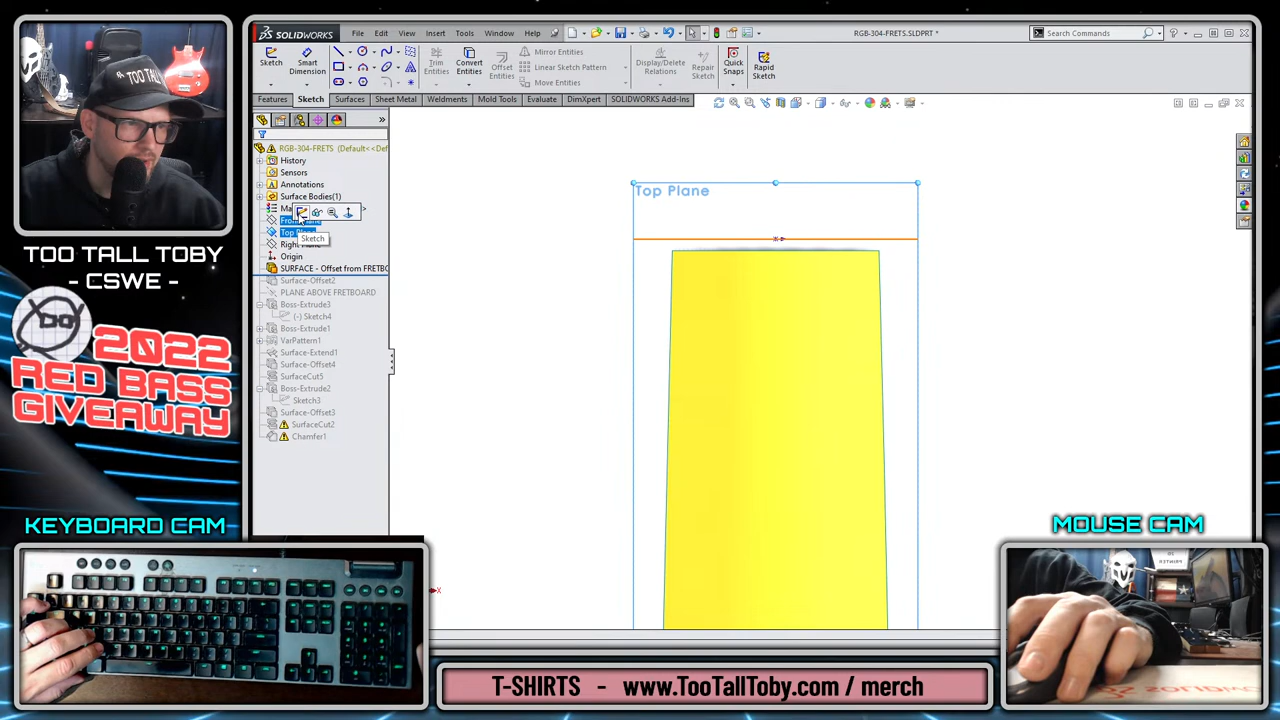 " TOO TALL
TOO TALL TOBY
- CSWE -
2022
RED BASS
GIVEAWAY
KEYBOARD CAM
MOUSE CAM
T-SHIRTS - www.TooTallToby.com / merch
SOLIDWORKS
File
Edit
View
Insert
Tools
Window
Help
RGB-304-FRETS.SLDPRT *
Search Commands
Sketch
Smart
Dimension
Trim
Entities
Convert
Entities
Offset
Entities
Mirror Entities
Linear Sketch Pattern
Move Entities
Display/Delete
Relations
Repair
Sketch
Quick
Snaps
Rapid
Sketch
Features
Sketch
Surfaces
Sheet Metal
Weldments
Mold Tools
Evaluate
DimXpert
SOLIDWORKS Add-Ins
RGB-304-FRETS (Default<<Def
History
Sensors
Annotations
Surface Bodies(1)
Sketch
Origin
SURFACE - Offset from FRETBO
Surface-Offset2
PLANE ABOVE FRETBOARD
Boss-Extrude3
(-) Sketch4
Boss-Extrude1
VarPattern1
Surface-Extend1
Surface-Offset4
SurfaceCut5
Boss-Extrude2
Sketch3
Surface-Offset3
SurfaceCut2
Chamfer1
Top Plane
X